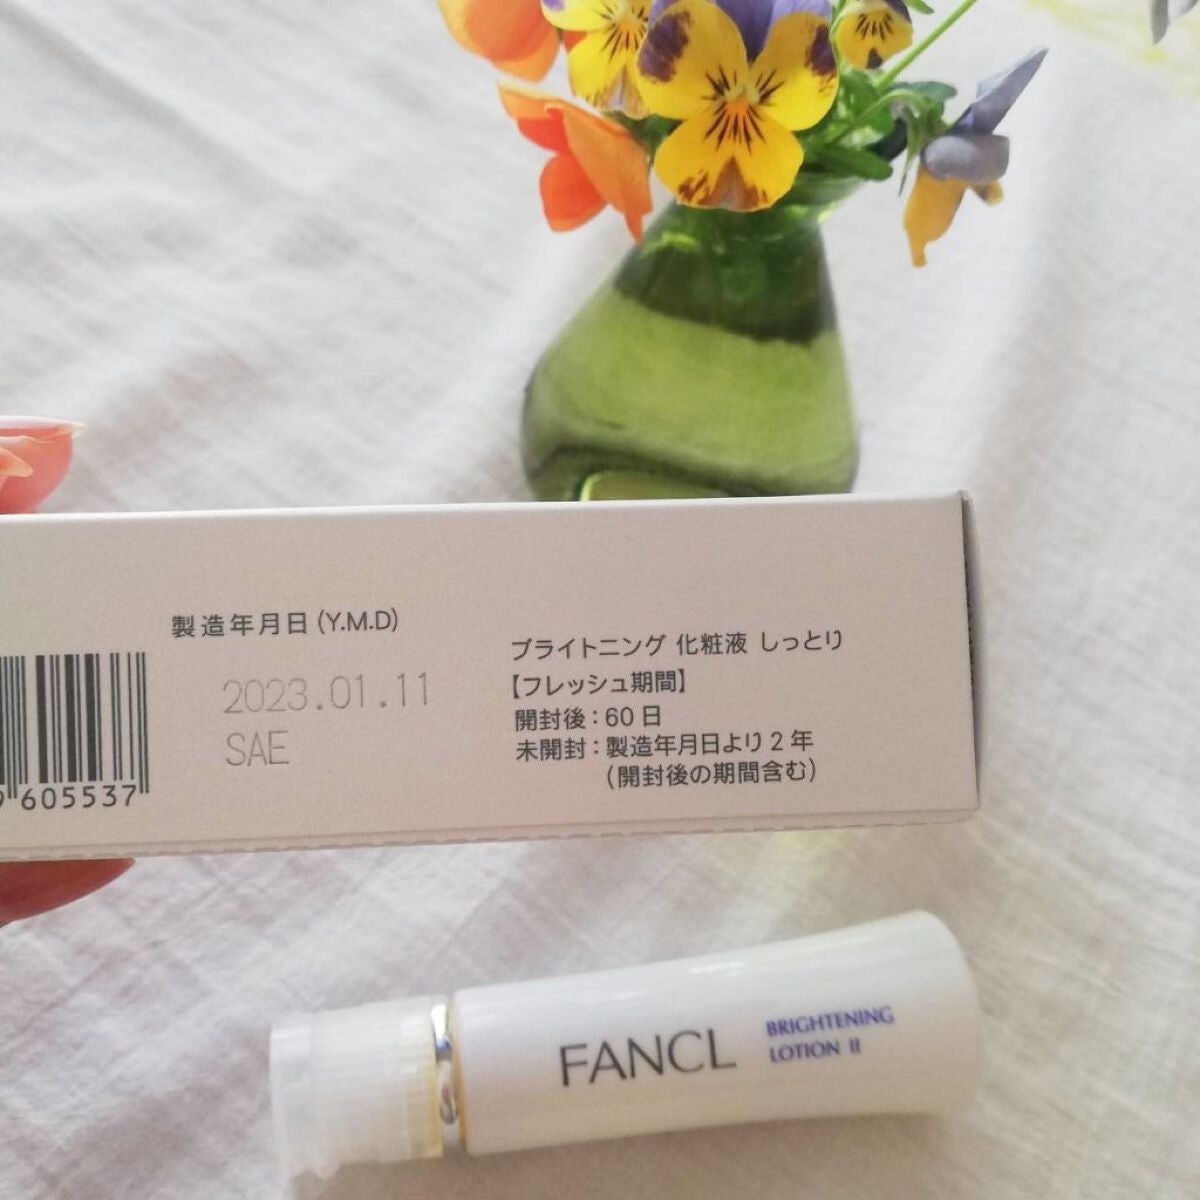 製造年月日(Y.M.D)
2023.01.11
SAE
605537
ブライトニング 化粧液 しっとり
【フレッシュ期間】
開封後:60日
未開封:製造年月日より2年
(開封後の期間含む)
FANCL
BRIGHTENING
LOTION II